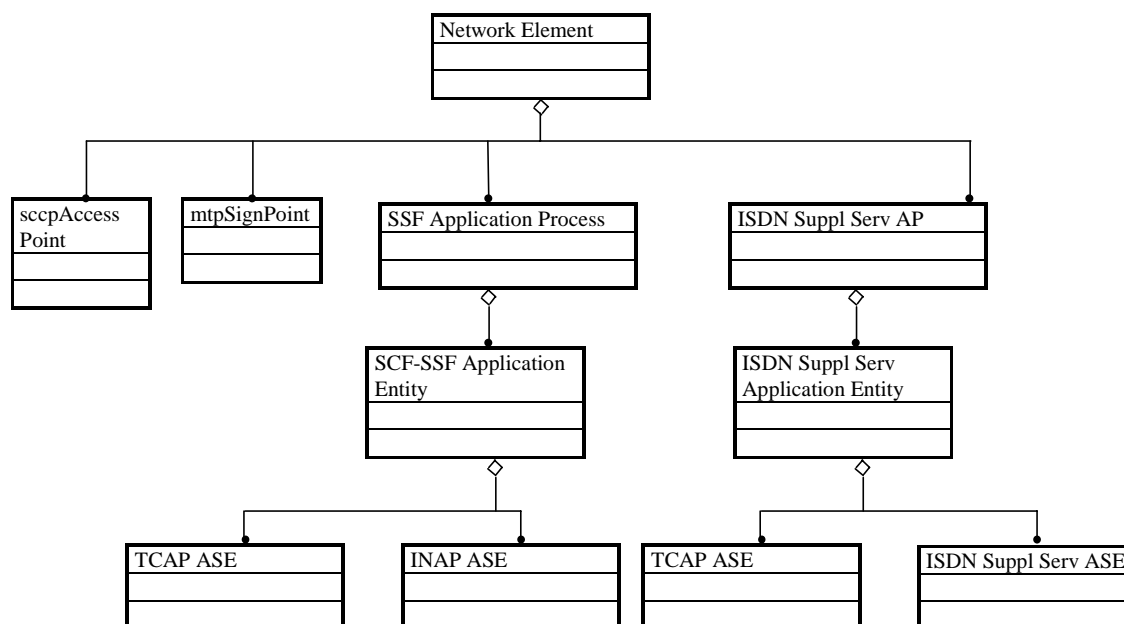 Network Element
sccpAccess
Point
mtpSignPoint
SSF Application Process
ISDN Suppl Serv AP
SCF-SSF Application
Entity
ISDN Suppl Serv
Application Entity
TCAP ASE
INAP ASE
TCAP ASE
ISDN Suppl Serv ASE